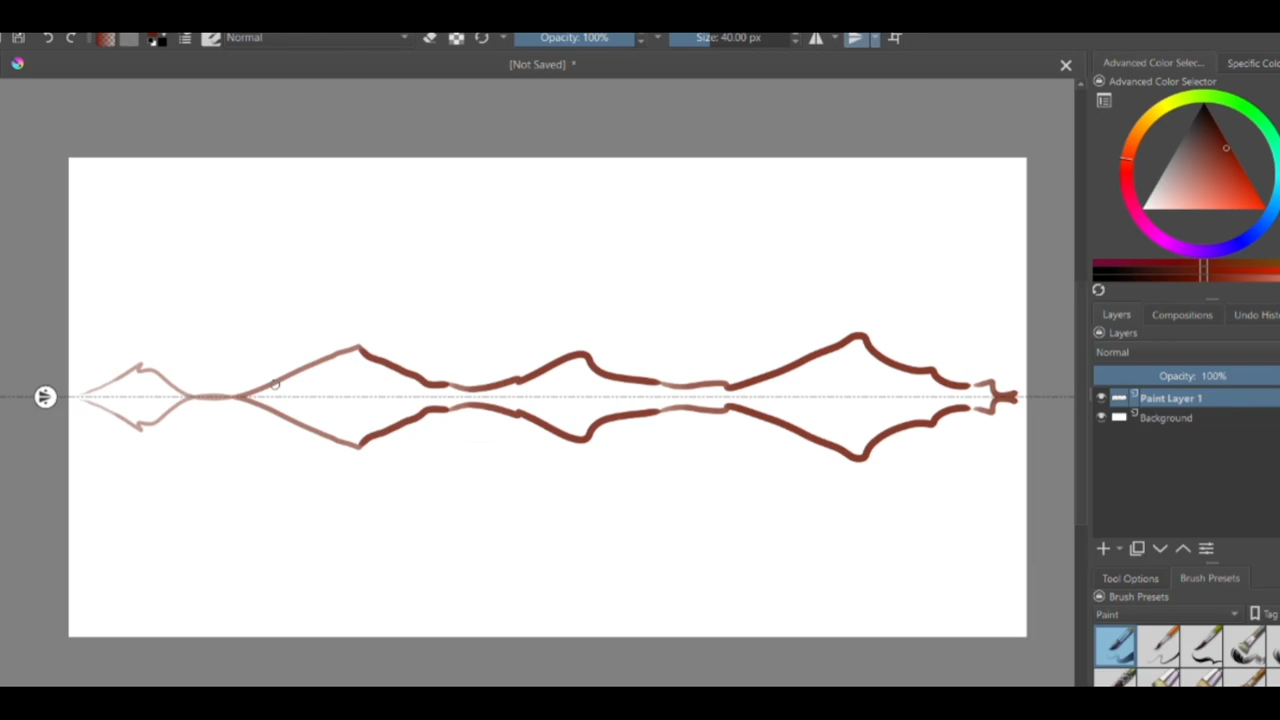 Normal
Opacity: 100%
Size: 40.00 px
[Not Saved] *
Advanced Color Selec...
Specific Colo
Advanced Color Selector
Layers
Compositions
Undo Hist
Layers
Normal
Opacity: 100%
Paint Layer 1
Background
Tool Options
Brush Presets
Brush Presets
Paint
Tag